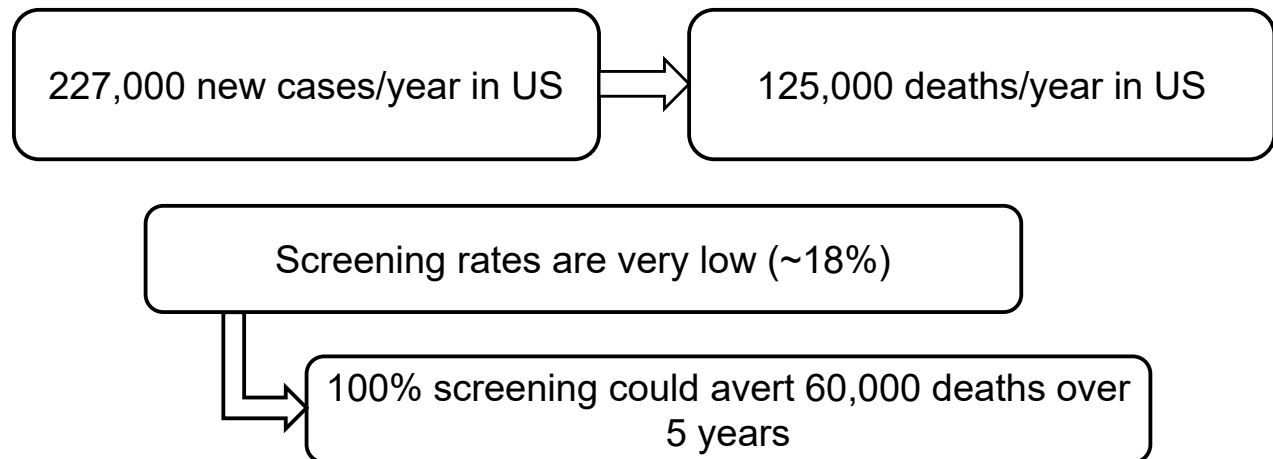 227,000 new cases/year in US
125,000 deaths/year in US
Screening rates are very low (~18%)
100% screening could avert 60,000 deaths over
5 years